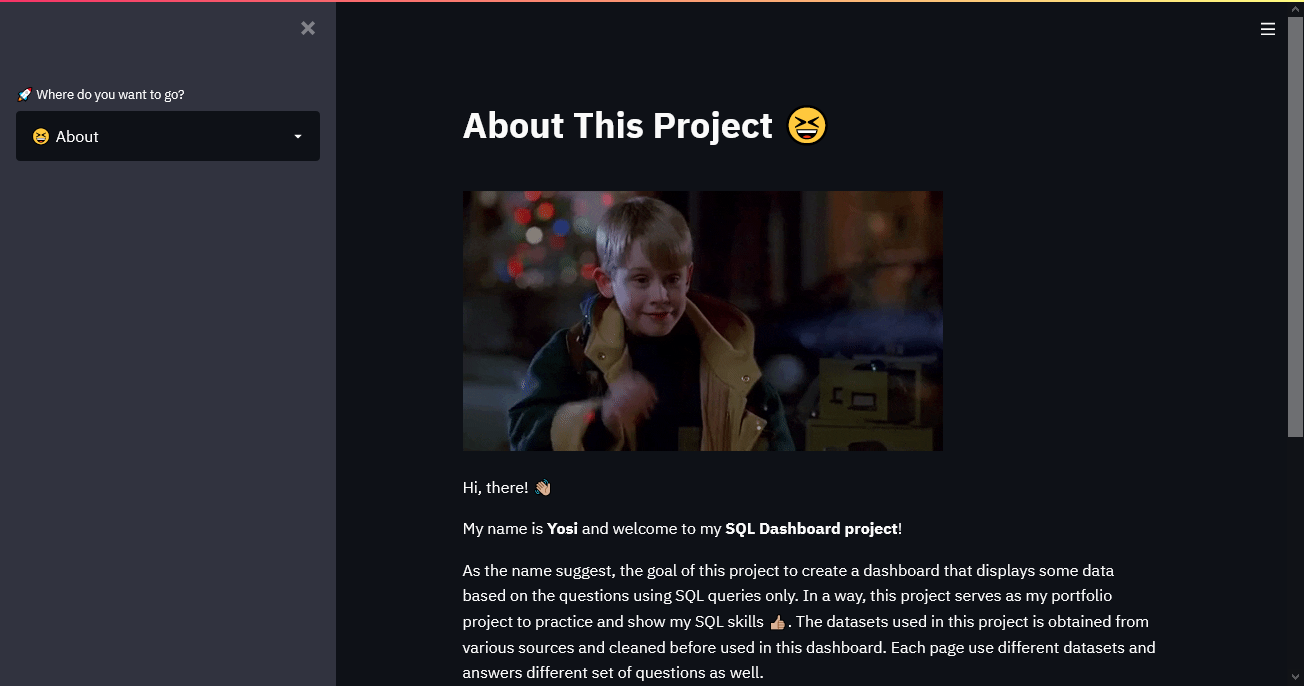 🚀 Where do you want to go?
😆 About
About This Project 😆
Hi, there! 👋🏼
My name is Yosi and welcome to my SQL Dashboard project!
As the name suggest, the goal of this project to create a dashboard that displays some data
based on the questions using SQL queries only. In a way, this project serves as my portfolio
project to practice and show my SQL skills 👍🏼. The datasets used in this project is obtained from
various sources and cleaned before used in this dashboard. Each page use different datasets and
answers different set of questions as well.